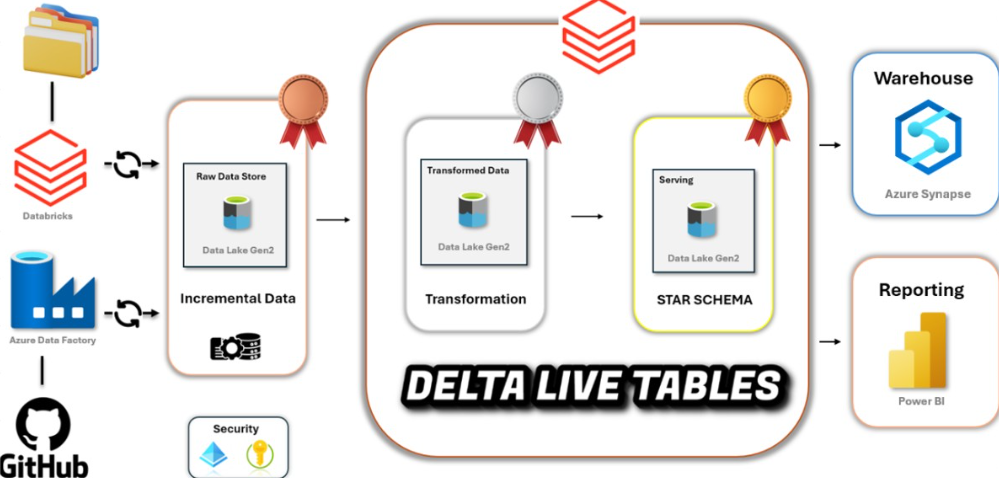 Databricks
Azure Data Factory
GitHub
Raw Data Store
Data Lake Gen2
Incremental Data
Security
Transformed Data
Data Lake Gen2
Transformation
Serving
Data Lake Gen2
STAR SCHEMA
DELTA LIVE TABLES
Warehouse
Azure Synapse
Reporting
Power BI